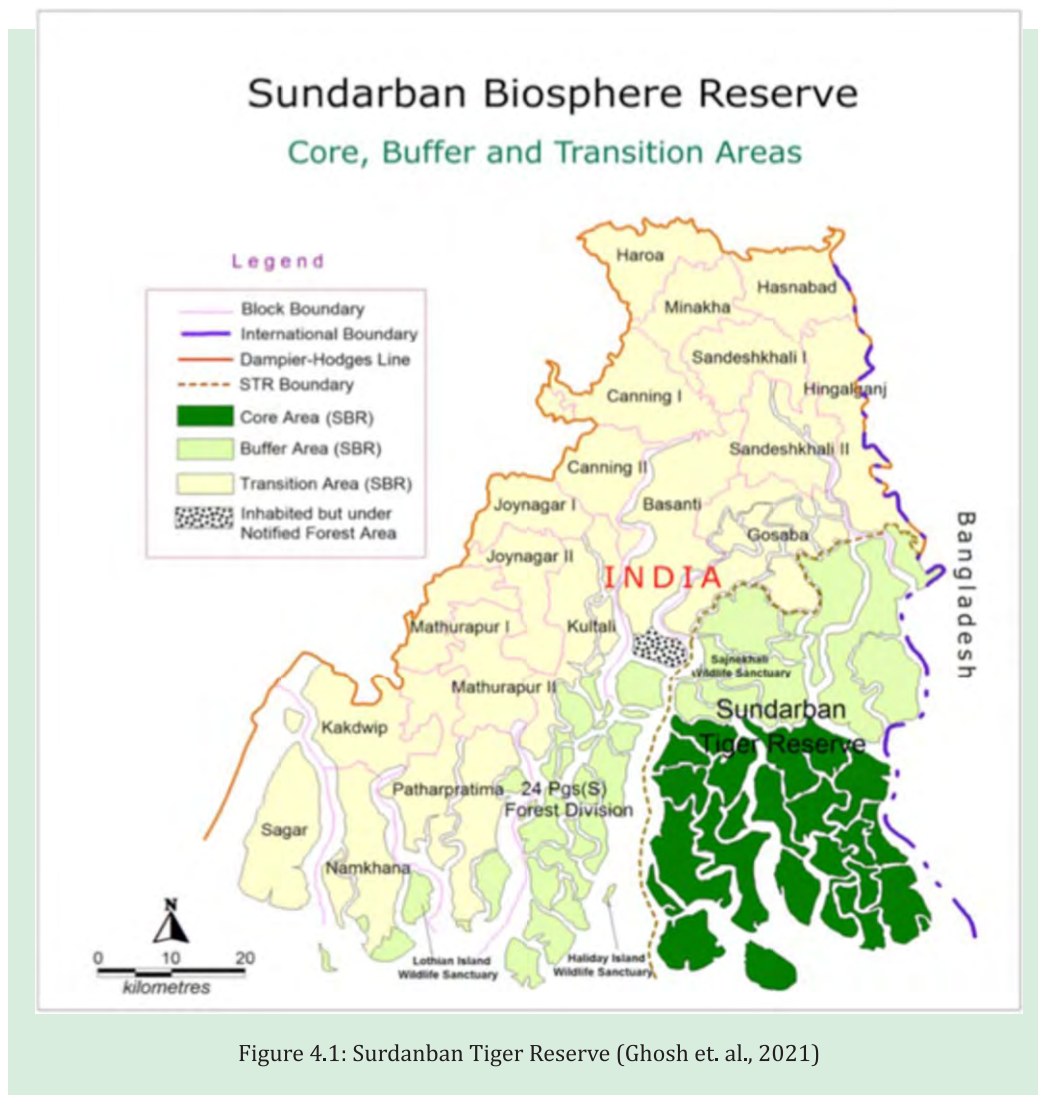 Sundarban Biosphere Reserve
Core, Buffer and Transition Areas
Legend
Block Boundary
International Boundary
Dampier-Hodges Line
STR Boundary
Core Area (SBR)
Buffer Area (SBR)
Transition Area (SBR)
Inhabited but under
Notified Forest Area
Haroa
Hasnabad
Minakha
Sandeshkhali I
Hingalganj
Canning I
Sandeshkhali II
Canning II
Joynagar I
Basanti
Gosaba
Joynagar II
INDIA
Bangladesh
Mathurapur I
Kultali
Sajnekhali
Wildlife Sanctuary
Mathurapur II
Sundarban
Tiger Reserve
Kakdwip
Patharpratima
24 Pgs(S)
Forest Division
Sagar
Namkhana
N
0 10 20
kilometres
Lothian Island
Wildlife Sanctuary
Haliday Island
Wildlife Sanctuary
Figure 4.1: Surdanban Tiger Reserve (Ghosh et. al., 2021)